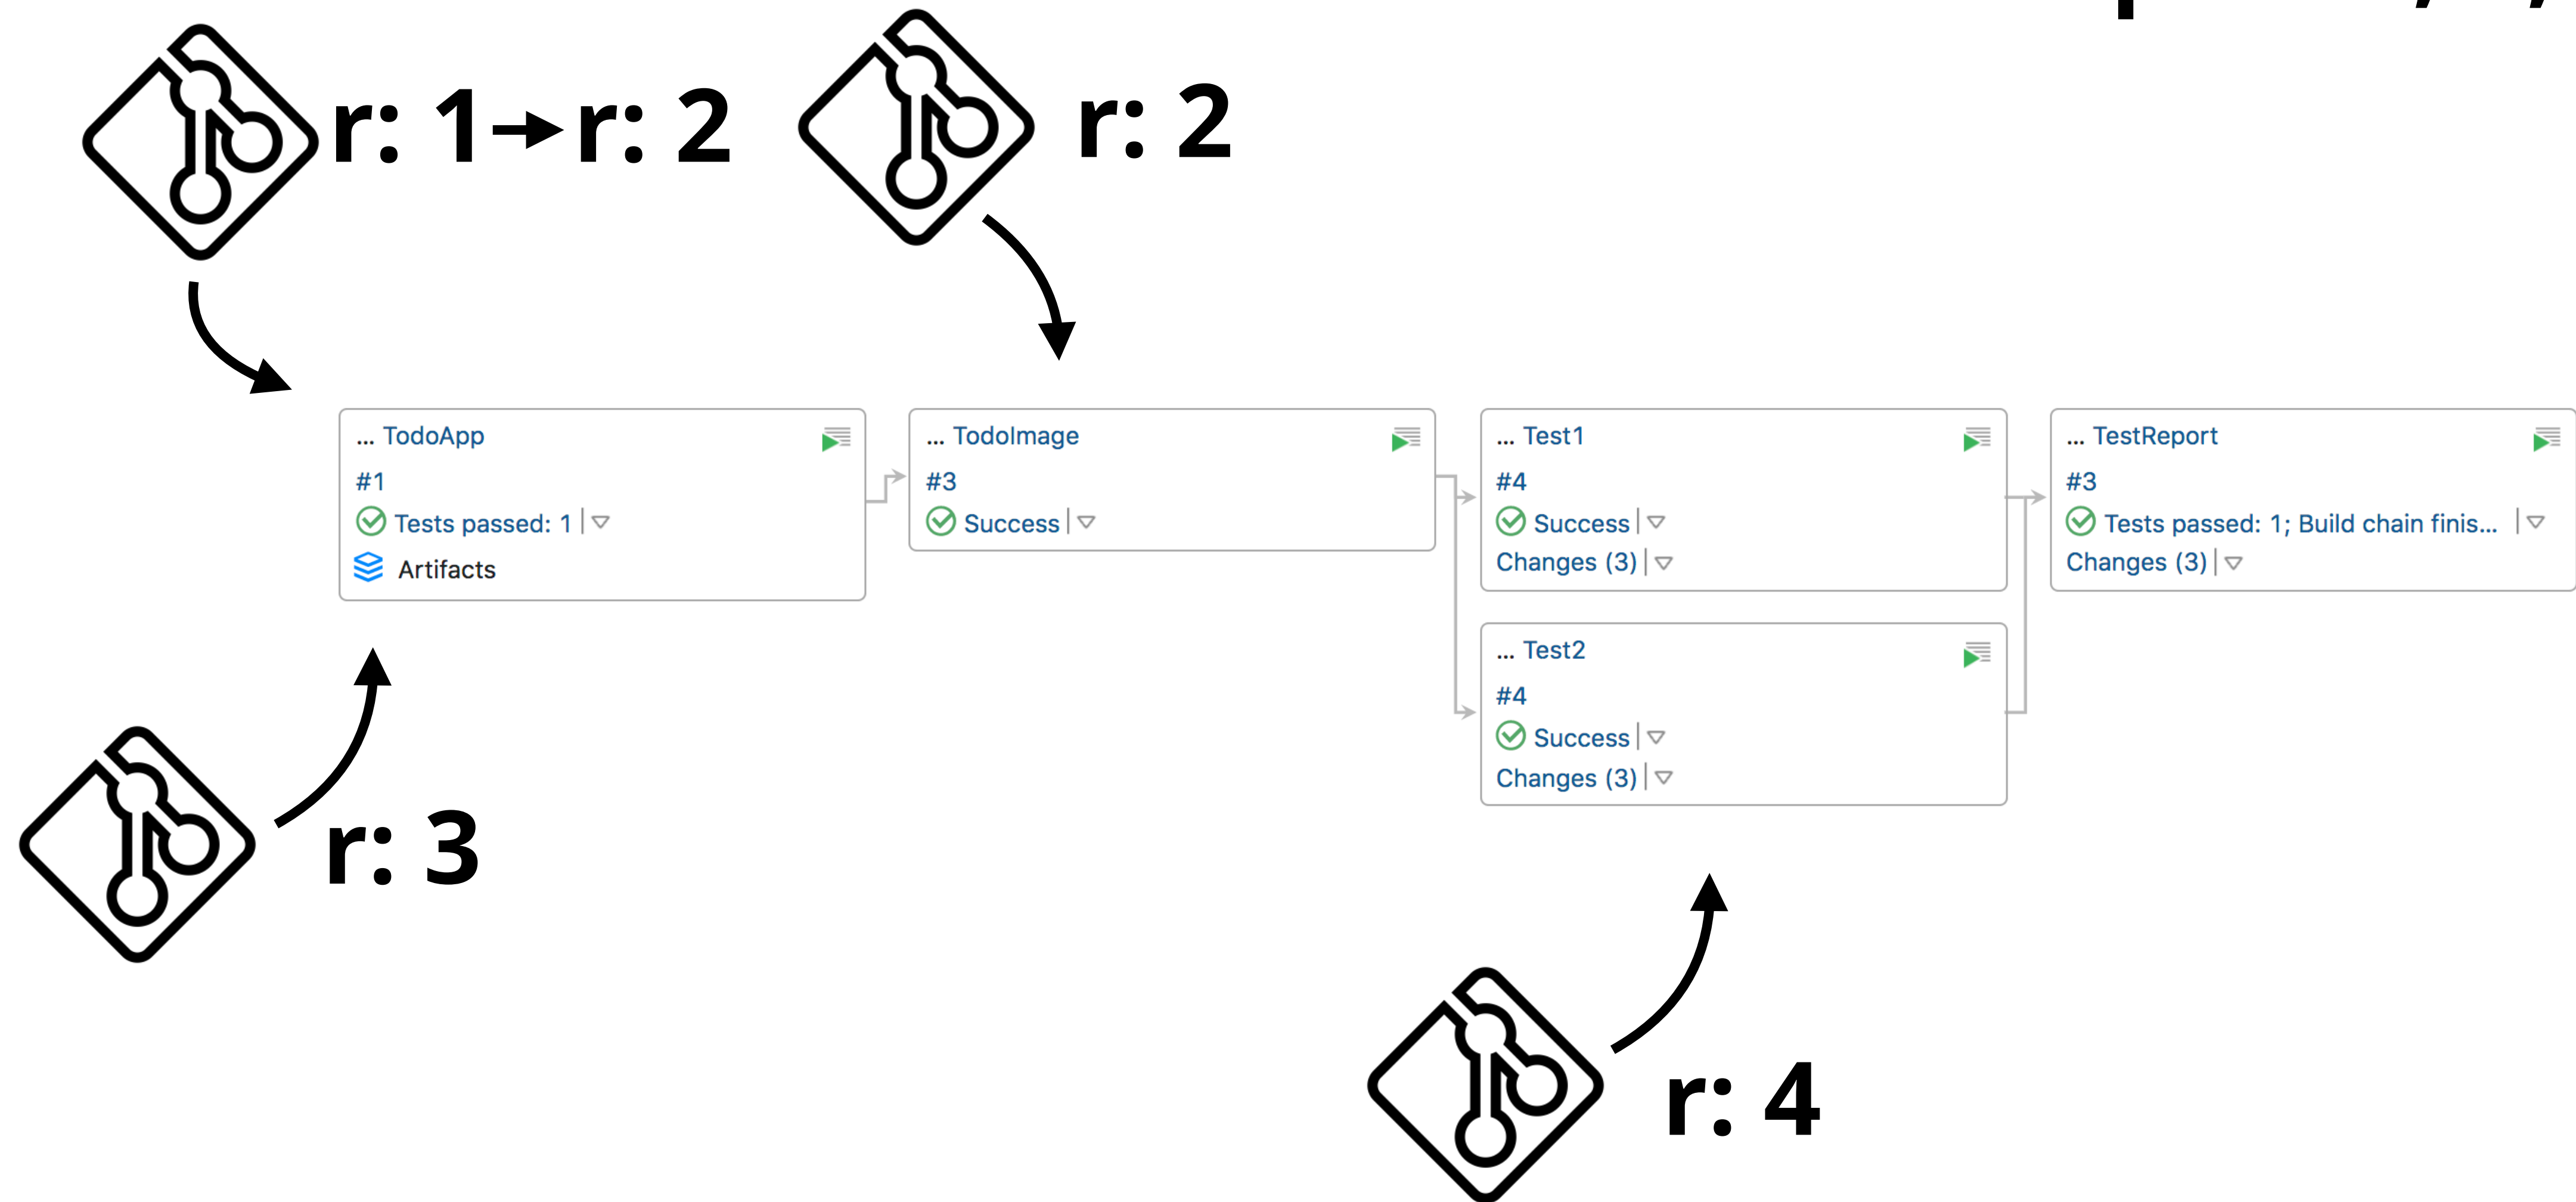 r: 1→r: 2
r: 2
... TodoApp
#1
Tests passed: 1
Artifacts
... TodoImage
#3
Success
... Test1
#4
Success
Changes (3)
... TestReport
#3
Tests passed: 1; Build chain finis...
Changes (3)
... Test2
#4
Success
Changes (3)
r: 3
r: 4